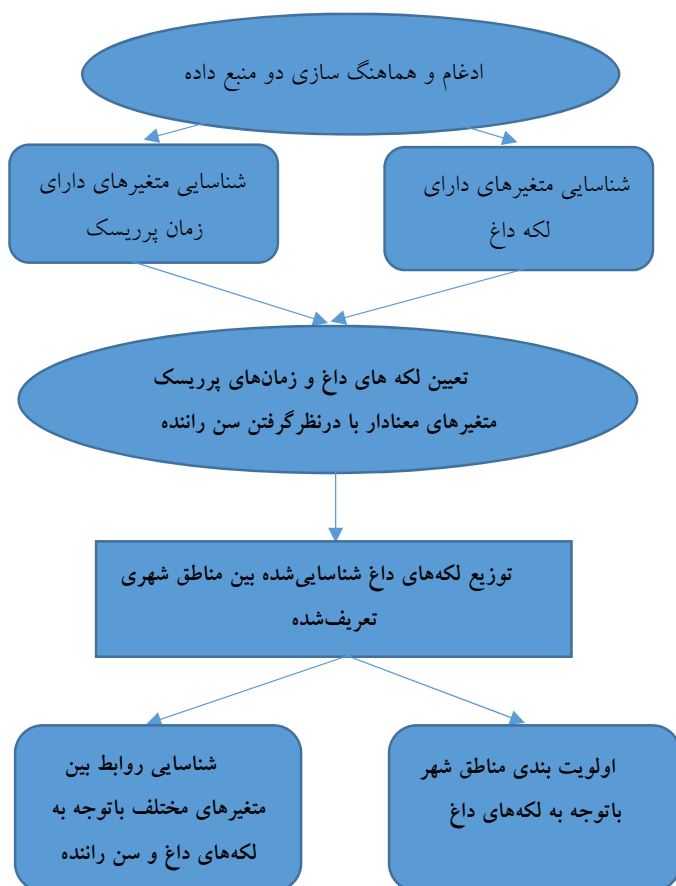 ادغام و هماهنگ سازی دو منبع داده
شناسایی متغیرهای دارای
لکه داغ
شناسایی متغیرهای دارای
زمان پرریسک
تعیین لکه های داغ و زمان‌های پرریسک
متغیرهای معنادار با درنظرگرفتن سن راننده
توزیع لکه‌های داغ شناسایی‌شده بین مناطق شهری
تعریف‌شده
اولویت بندی مناطق شهر
باتوجه به لکه‌های داغ
شناسایی روابط بین
متغیرهای مختلف باتوجه به
لکه‌های داغ و سن راننده